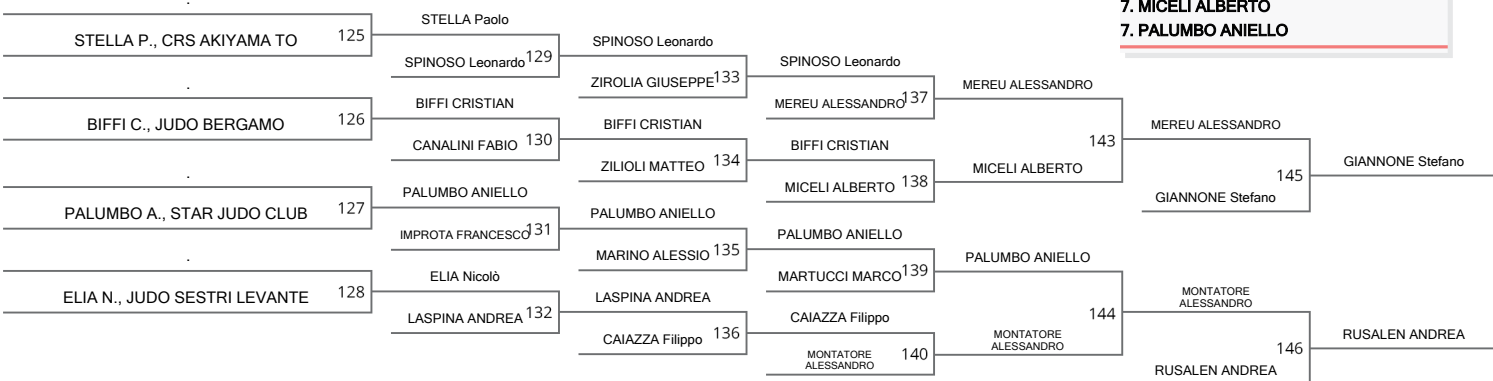 7. MICELI ALBERTO
7. PALUMBO ANIELLO
.
STELLA P., CRS AKIYAMA TO
125
.
BIFFI C., JUDO BERGAMO
126
.
PALUMBO A., STAR JUDO CLUB
127
.
ELIA N., JUDO SESTRI LEVANTE
128
STELLA Paolo
SPINOSO Leonardo
129
BIFFI CRISTIAN
CANALINI FABIO
130
PALUMBO ANIELLO
IMPROTA FRANCESCO
131
ELIA Nicolò
LASPINA ANDREA
132
SPINOSO Leonardo
ZIROLIA GIUSEPPE
133
BIFFI CRISTIAN
ZILIOLI MATTEO
134
PALUMBO ANIELLO
MARINO ALESSIO
135
LASPINA ANDREA
CAIAZZA Filippo
136
SPINOSO Leonardo
MEREU ALESSANDRO
137
BIFFI CRISTIAN
MICELI ALBERTO
138
PALUMBO ANIELLO
MARTUCCI MARCO
139
CAIAZZA Filippo
MONTATORE
ALESSANDRO
140
MEREU ALESSANDRO
MICELI ALBERTO
143
PALUMBO ANIELLO
MONTATORE
ALESSANDRO
144
MEREU ALESSANDRO
GIANNONE Stefano
145
MONTATORE
ALESSANDRO
RUSALEN ANDREA
146
GIANNONE Stefano
RUSALEN ANDREA